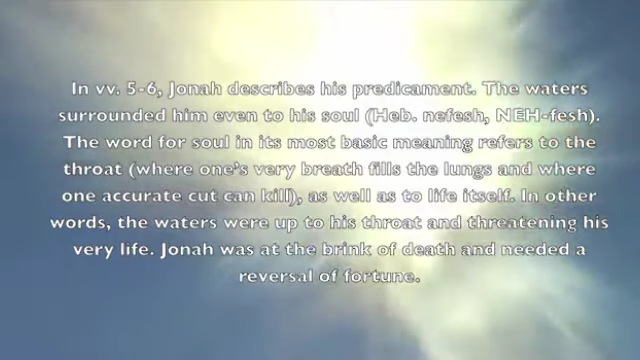 In vv. 5-6, Jonah describes his predicament. The waters
surrounded him even to his soul (Heb. nefesh, NEH-fesh).
The word for soul in its most basic meaning refers to the
throat (where one's very breath fills the lungs and where
one accurate cut can kill), as well as to life itself. In other
words, the waters were up to his throat and threatening his
very life. Jonah was at the brink of death and needed a
reversal of fortune.